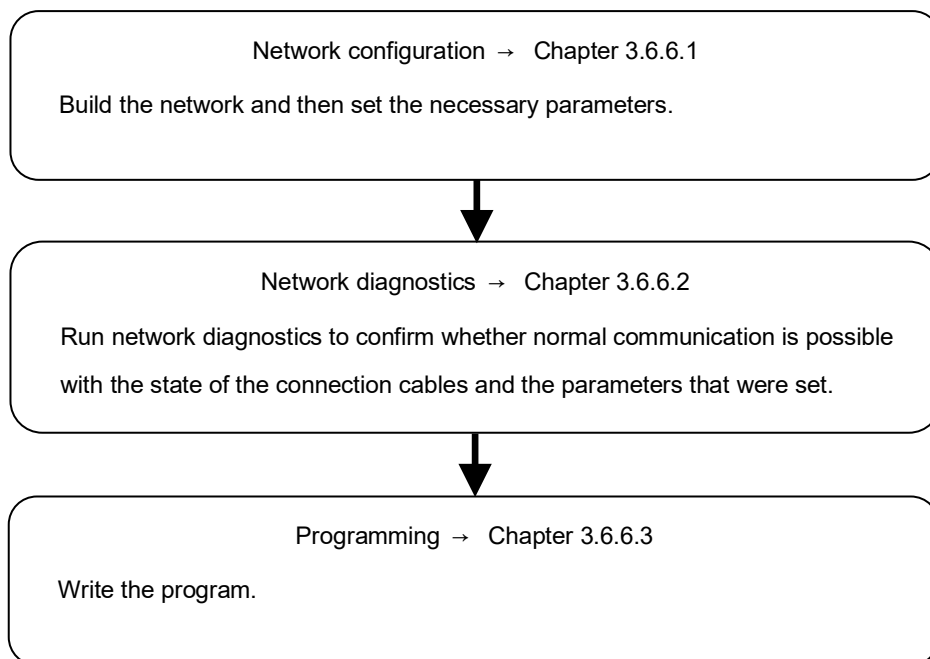 Network configuration → Chapter 3.6.6.1
Build the network and then set the necessary parameters.
Network diagnostics → Chapter 3.6.6.2
Run network diagnostics to confirm whether normal communication is possible
with the state of the connection cables and the parameters that were set.
Programming → Chapter 3.6.6.3
Write the program.